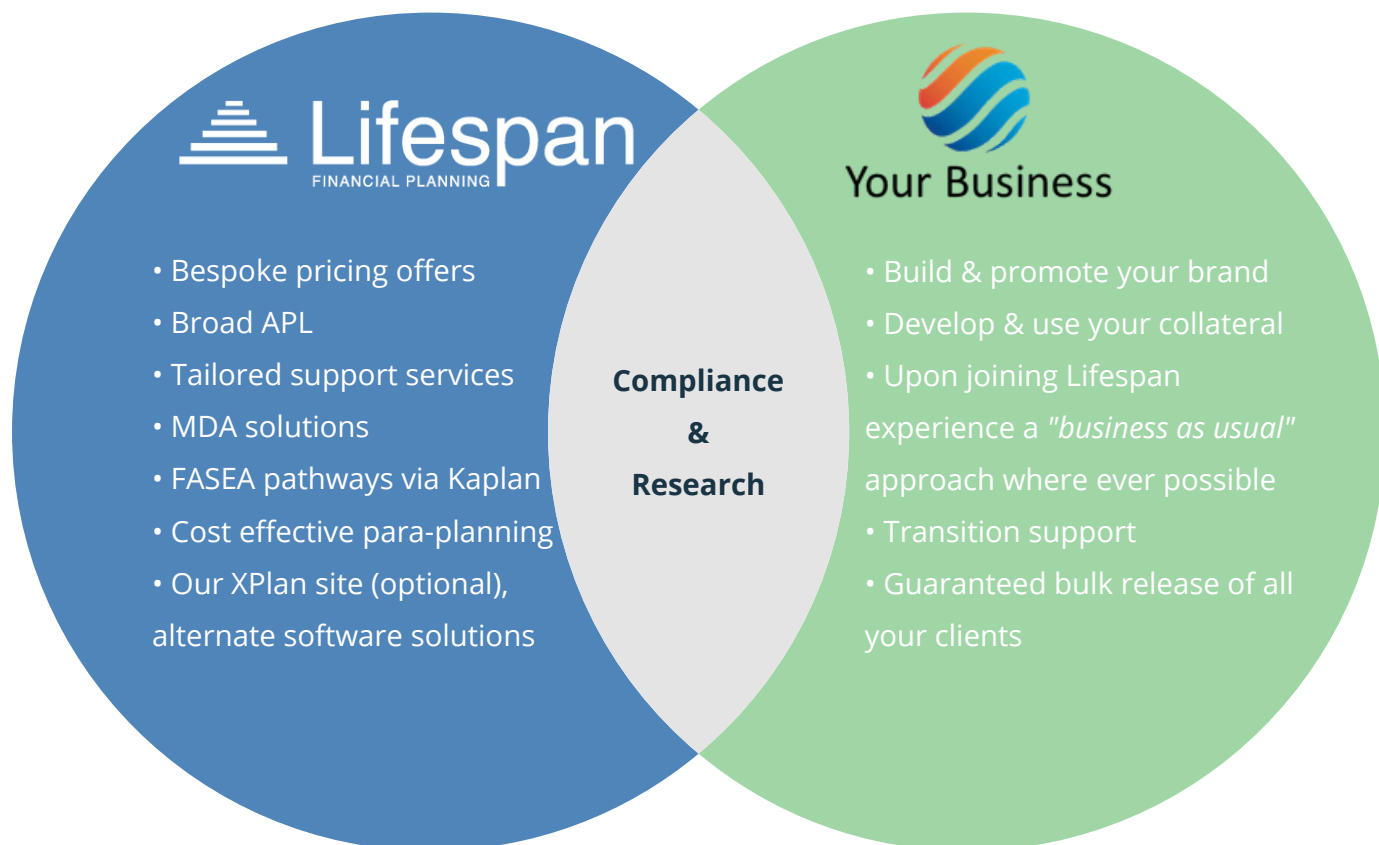 Lifespan
FINANCIAL PLANNING
• Bespoke pricing offers
• Broad APL
• Tailored support services
• MDA solutions
• FASEA pathways via Kaplan
• Cost effective para-planning
• Our XPlan site (optional),
alternate software solutions
Compliance
&
Research
Your Business
• Build & promote your brand
• Develop & use your collateral
• Upon joining Lifespan
experience a "business as usual"
approach where ever possible
• Transition support
• Guaranteed bulk release of all
your clients